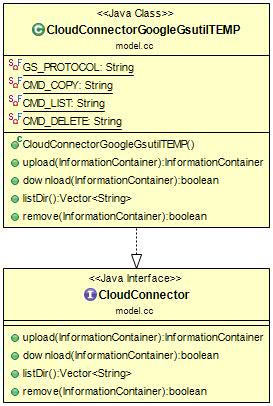 <<Java Class>>
CloudConnectorGoogleGsutilTEMP
model.cc
GS_PROTOCOL: String
CMD_COPY: String
CMD_LIST: String
CMD_DELETE: String
CloudConnectorGoogleGsutilTEMP()
upload(InformationContainer):InformationContainer
download(InformationContainer):boolean
listDir():Vector<String>
remove(InformationContainer):boolean
<<Java Interface>>
CloudConnector
model.cc
upload(InformationContainer):InformationContainer
download(InformationContainer):boolean
listDir():Vector<String>
remove(InformationContainer):boolean